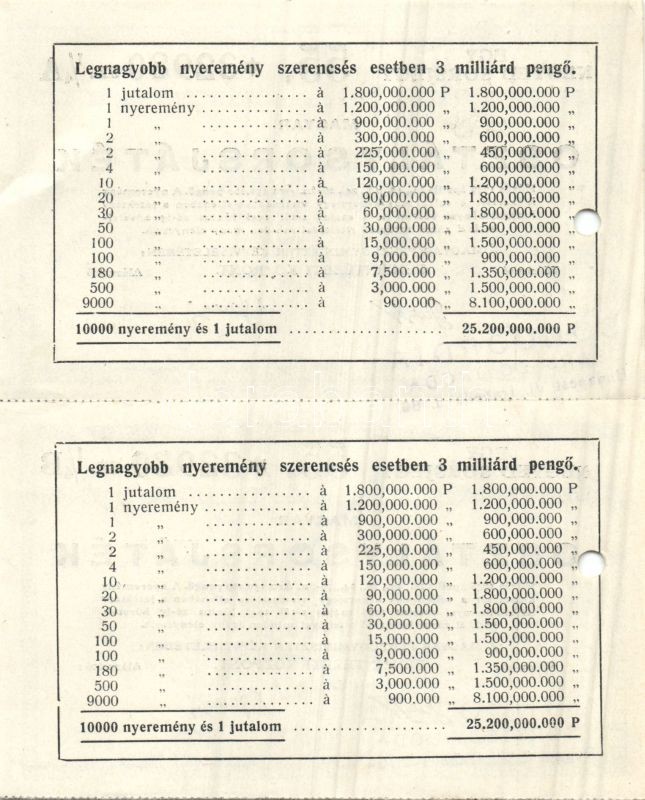 Legnagyobb nyeremény szerencsés esetben 3 milliárd pengő.
1 jutalom ................ à 1.800,000.000 P 1.800,000.000 P
1 nyeremény .............. à 1.200,000.000 „ 1.200,000.000 „
1 „ .............. à 900,000.000 „ 900,000.000 „
2 „ .............. à 300,000.000 „ 600,000.000 „
2 „ .............. à 225,000.000 „ 450,000.000 „
4 „ .............. à 150,000.000 „ 600,000.000 „
10 „ .............. à 120,000.000 „ 1.200,000.000 „
20 „ .............. à 90,000.000 „ 1.800,000.000 „
30 „ .............. à 60,000.000 „ 1.800,000.000 „
50 „ .............. à 30,000.000 „ 1.500,000.000 „
100 „ .............. à 15,000.000 „ 1.500,000.000 „
100 „ .............. à 9,000.000 „ 900,000.000 „
180 „ .............. à 7,500.000 „ 1.350,000.000 „
500 „ .............. à 3,000.000 „ 1.500,000.000 „
9000 „ .............. à 900.000 „ 8.100,000.000 „
10000 nyeremény és 1 jutalom .................... 25.200,000.000 P
Legnagyobb nyeremény szerencsés esetben 3 milliárd pengő.
1 jutalom ................ à 1.800,000.000 P 1.800,000.000 P
1 nyeremény .............. à 1.200,000.000 „ 1.200,000.000 „
1 „ .............. à 900,000.000 „ 900,000.000 „
2 „ .............. à 300,000.000 „ 600,000.000 „
2 „ .............. à 225,000.000 „ 450,000.000 „
4 „ .............. à 150,000.000 „ 600,000.000 „
10 „ .............. à 120,000.000 „ 1.200,000.000 „
20 „ .............. à 90,000.000 „ 1.800,000.000 „
30 „ .............. à 60,000.000 „ 1.800,000.000 „
50 „ .............. à 30,000.000 „ 1.500,000.000 „
100 „ .............. à 15,000.000 „ 1.500,000.000 „
100 „ .............. à 9,000.000 „ 900,000.000 „
180 „ .............. à 7,500.000 „ 1.350,000.000 „
500 „ .............. à 3,000.000 „ 1.500,000.000 „
9000 „ .............. à 900.000 „ 8.100,000.000 „
10000 nyeremény és 1 jutalom .................... 25.200,000.000 P